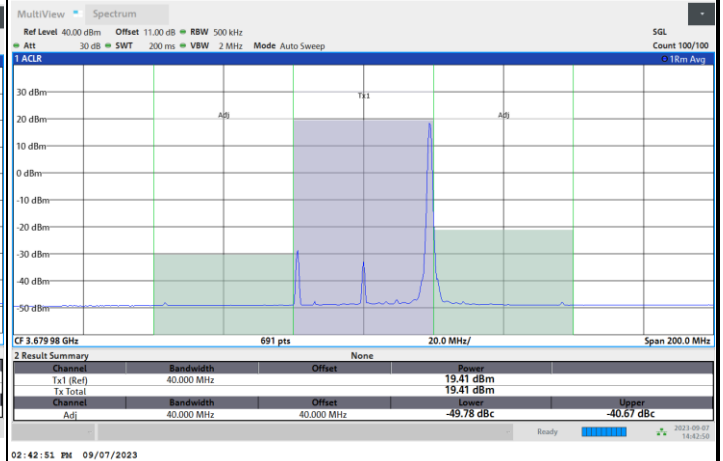 MultiView Spectrum
Ref Level 40.00 dBm Offset 11.00 dB RBW 500 kHz SGL
Att 30 dB SWT 200 ms VBW 2 MHz Mode Auto Sweep Count 100/100
1 ACLR 1Rm Avg
30 dBm
Tx1
20 dBm
Adj Adj
10 dBm
0 dBm
-10 dBm
-20 dBm
-30 dBm
-40 dBm
-50 dBm
CF 3.67998 GHz 691 pts 20.0 MHz/ Span 200.0 MHz
2 Result Summary None
Channel Bandwidth Offset Power
Tx1 (Ref) 40.000 MHz 19.41 dBm
Tx Total 19.41 dBm
Channel Bandwidth Offset Lower Upper
Adj 40.000 MHz 40.000 MHz -49.78 dBc -40.67 dBc
Ready 2023-09-07
14:42:50
02:42:51 PM 09/07/2023